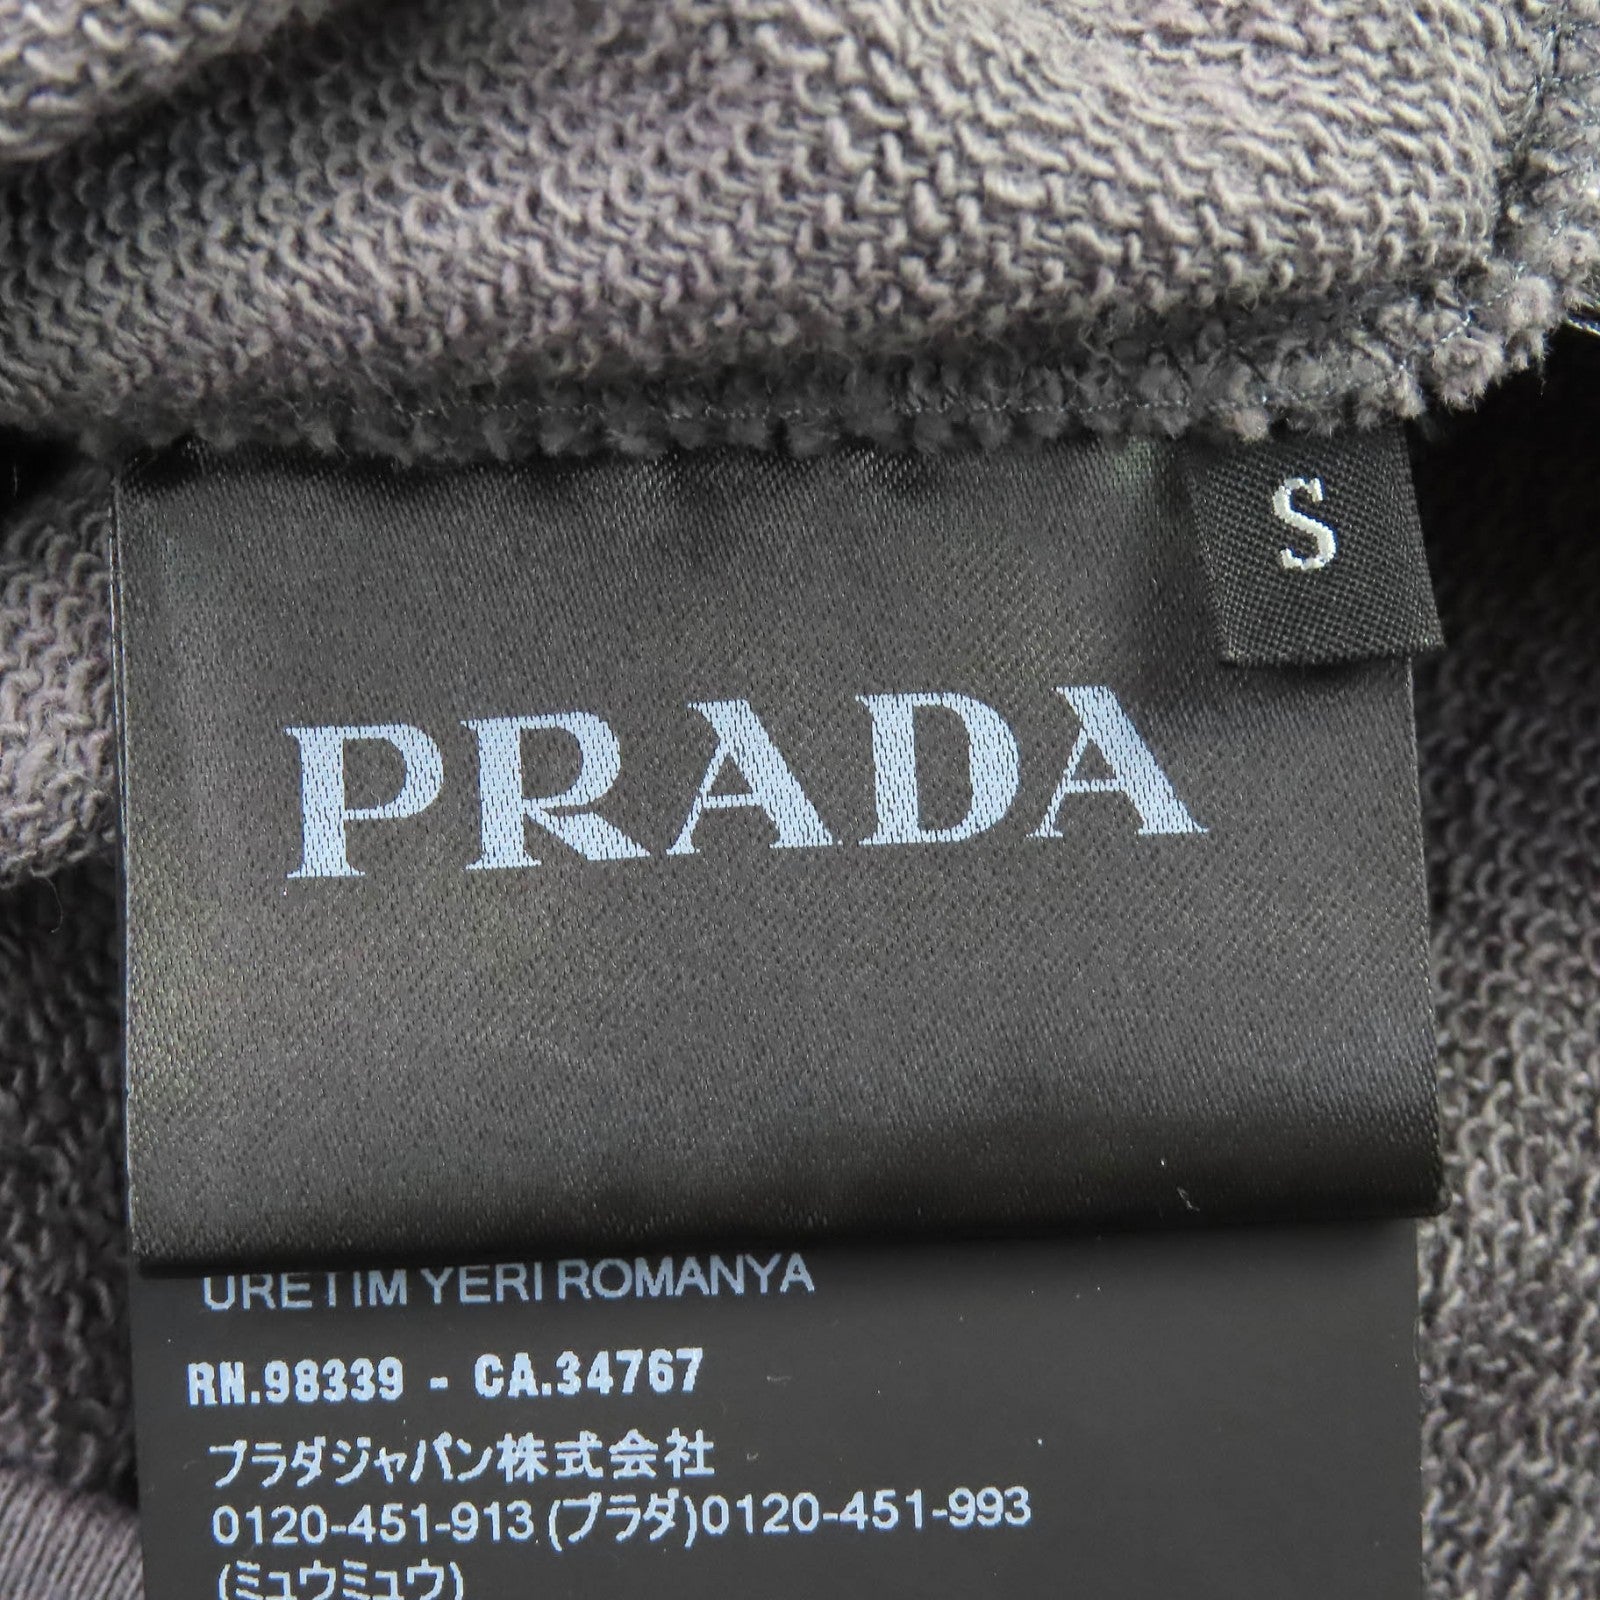 S
PRADA
ÜRETIM YERI ROMANYA
RN.98339 - CA.34767
プラダジャパン株式会社
0120-451-913 (プラダ)0120-451-993
(ミュウミュウ)